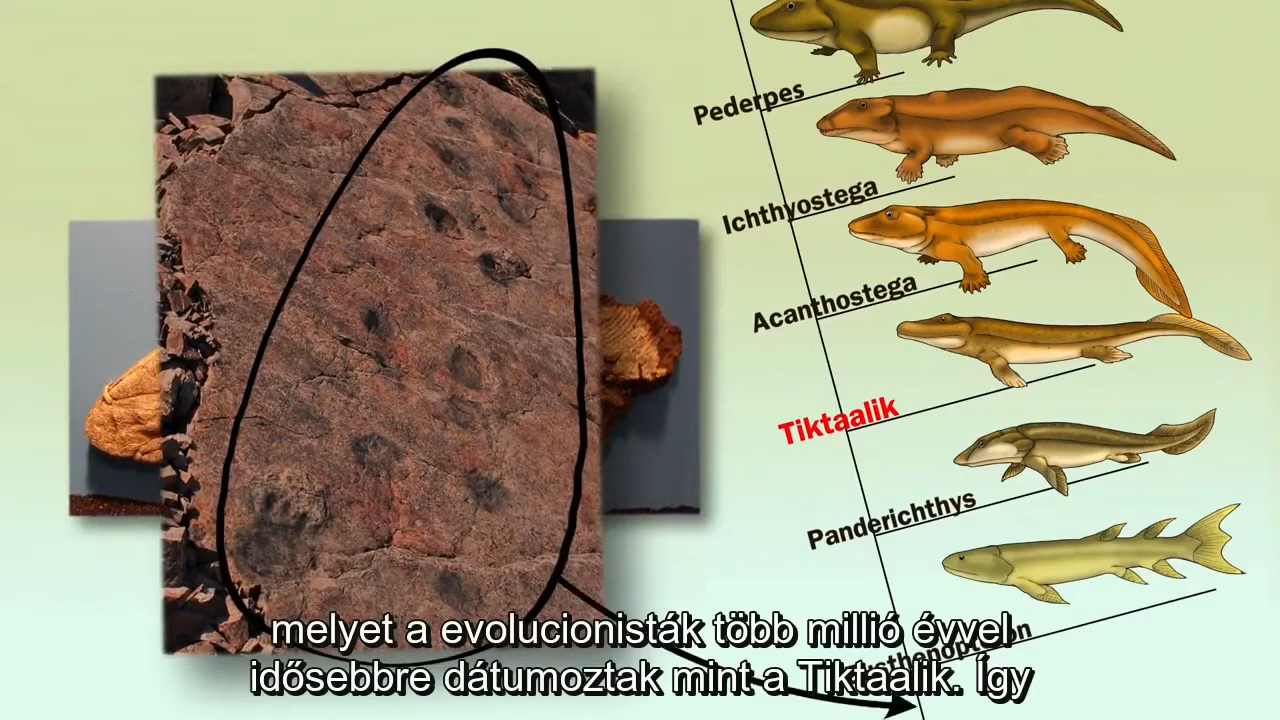 Pederpes
Ichthyostega
Acanthostega
Tiktaalik
Panderichthys
melyet a evolucionisták több millió évvel
idősebbre dátumoztak mint a Tiktaalik. Így